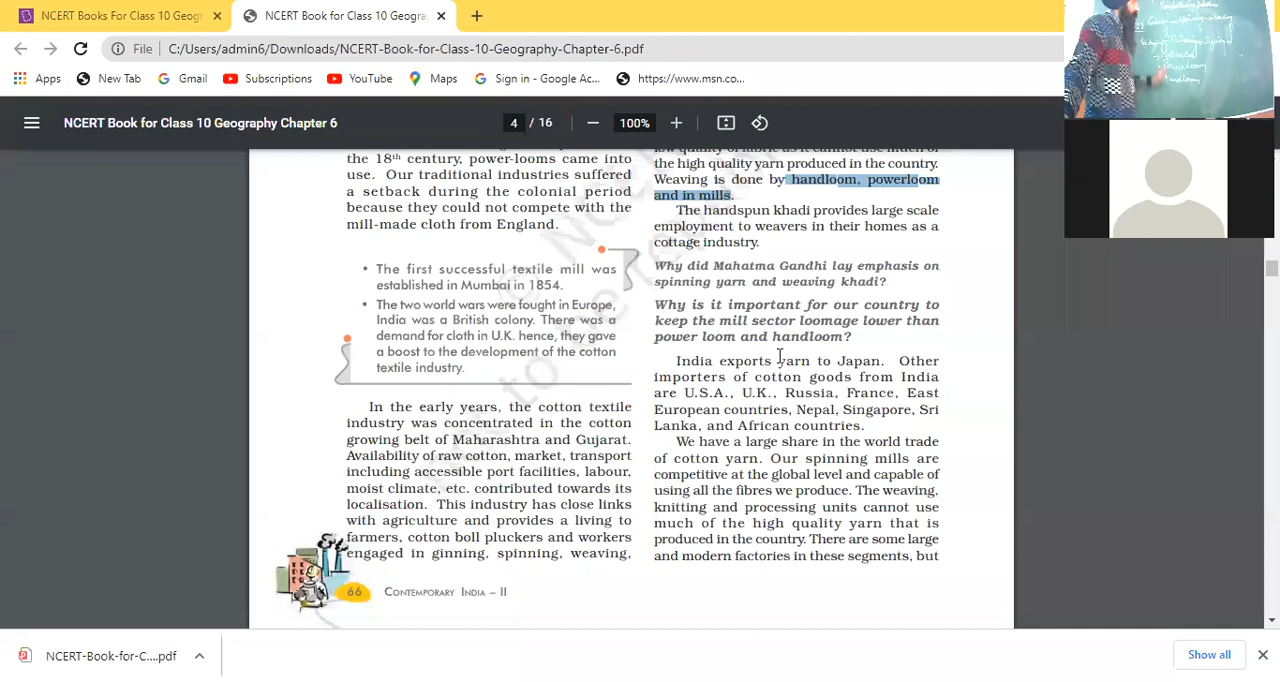 NCERT Books For Class 10 Geogr
NCERT Book for Class 10 Geogra
File
C:/Users/admin6/Downloads/NCERT-Book-for-Class-10-Geography-Chapter-6.pdf
Apps New Tab Gmail Subscriptions YouTube Maps Sign in - Google Ac... https://www.msn.co...
NCERT Book for Class 10 Geography Chapter 6
4 / 16
100%
the 18th century, power-looms came into
use. Our traditional industries suffered
a setback during the colonial period
because they could not compete with the
mill-made cloth from England.
• The first successful textile mill was
established in Mumbai in 1854.
• The two world wars were fought in Europe,
India was a British colony. There was a
demand for cloth in U.K. hence, they gave
a boost to the development of the cotton
textile industry.
In the early years, the cotton textile
industry was concentrated in the cotton
growing belt of Maharashtra and Gujarat.
Availability of raw cotton, market, transport
including accessible port facilities, labour,
moist climate, etc. contributed towards its
localisation. This industry has close links
with agriculture and provides a living to
farmers, cotton boll pluckers and workers
engaged in ginning, spinning, weaving,
66 Contemporary India – II
low quality of fabric as it cannot use much of
the high quality yarn produced in the country.
Weaving is done by handloom, powerloom
and in mills.
The handspun khadi provides large scale
employment to weavers in their homes as a
cottage industry.
Why did Mahatma Gandhi lay emphasis on
spinning yarn and weaving khadi?
Why is it important for our country to
keep the mill sector loomage lower than
power loom and handloom?
India exports yarn to Japan. Other
importers of cotton goods from India
are U.S.A., U.K., Russia, France, East
European countries, Nepal, Singapore, Sri
Lanka, and African countries.
We have a large share in the world trade
of cotton yarn. Our spinning mills are
competitive at the global level and capable of
using all the fibres we produce. The weaving,
knitting and processing units cannot use
much of the high quality yarn that is
produced in the country. There are some large
and modern factories in these segments, but
NCERT-Book-for-C....pdf
Show all